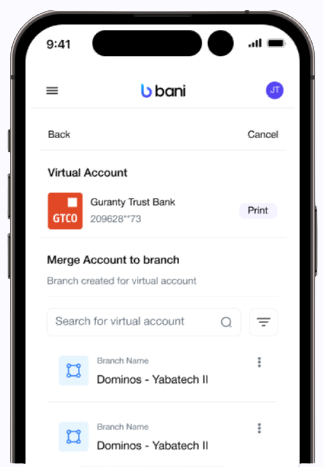 9:41
bani
JT
Back
Cancel
Virtual Account
GTCO
Guranty Trust Bank
209628**73
Print
Merge Account to branch
Branch created for virtual account
Search for virtual account
Branch Name
Dominos - Yabatech II
Branch Name
Dominos - Yabatech II